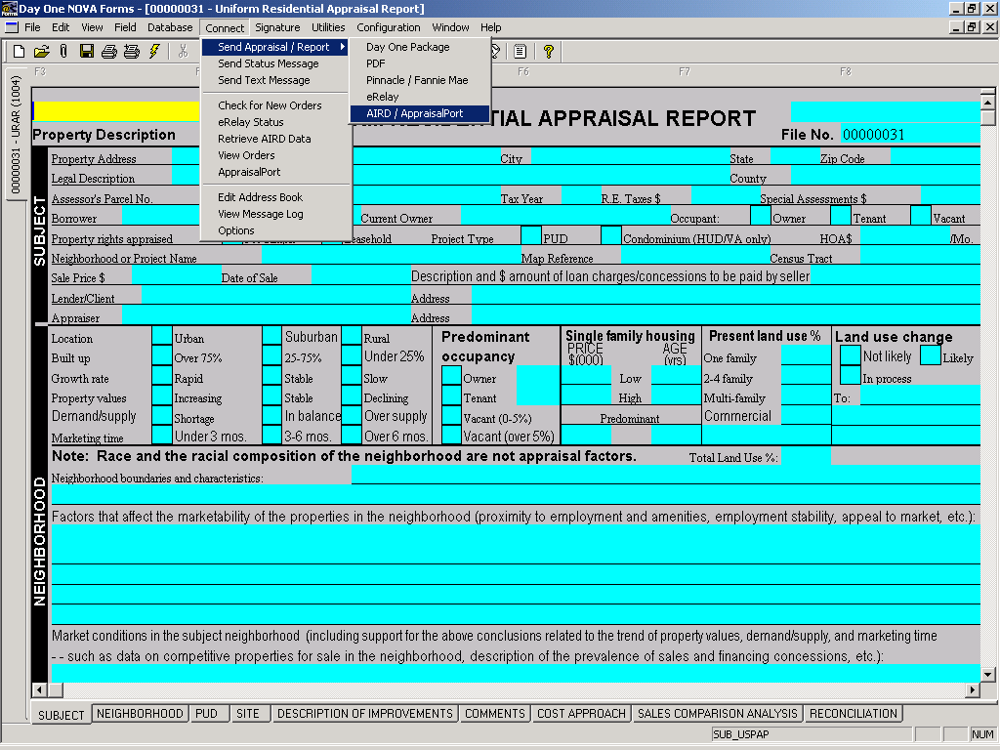 Day One NOVA Forms - [00000031 - Uniform Residential Appraisal Report]
File Edit View Field Database Connect Signature Utilities Configuration Window Help
F3 F6 F7 F8
Send Appraisal / Report
Send Status Message
Send Text Message
Check for New Orders
eRelay Status
Retrieve AIRD Data
View Orders
AppraisalPort
Edit Address Book
View Message Log
Options
Day One Package
PDF
Pinnacle / Fannie Mae
eRelay
AIRD / AppraisalPort
00000031 - URAR (1004)
ENTIAL APPRAISAL REPORT
Property Description File No. 00000031
SUBJECT
Property Address City State Zip Code
Legal Description County
Assessor's Parcel No. Tax Year R.E. Taxes $ Special Assessments $
Borrower Current Owner Occupant: Owner Tenant Vacant
Property rights appraised Leasehold Project Type PUD Condominium (HUD/VA only) HOA$ /Mo.
Neighborhood or Project Name Map Reference Census Tract
Sale Price $ Date of Sale Description and $ amount of loan charges/concessions to be paid by seller
Lender/Client Address
Appraiser Address
NEIGHBORHOOD
Location Urban Suburban Rural
Built up Over 75% 25-75% Under 25%
Growth rate Rapid Stable Slow
Property values Increasing Stable Declining
Demand/supply Shortage In balance Over supply
Marketing time Under 3 mos. 3-6 mos. Over 6 mos.
Predominant
occupancy
Owner
Tenant
Vacant (0-5%)
Vacant (over 5%)
Single family housing
PRICE AGE
$(000) (yrs)
Low
High
Predominant
Present land use %
One family
2-4 family
Multi-family
Commercial
Land use change
Not likely Likely
In process
To:
Note: Race and the racial composition of the neighborhood are not appraisal factors. Total Land Use %:
Neighborhood boundaries and characteristics:
Factors that affect the marketability of the properties in the neighborhood (proximity to employment and amenities, employment stability, appeal to market, etc.):
Market conditions in the subject neighborhood (including support for the above conclusions related to the trend of property values, demand/supply, and marketing time
- - such as data on competitive properties for sale in the neighborhood, description of the prevalence of sales and financing concessions, etc.):
SUBJECT NEIGHBORHOOD PUD SITE DESCRIPTION OF IMPROVEMENTS COMMENTS COST APPROACH SALES COMPARISON ANALYSIS RECONCILIATION
SUB_USPAP NUM